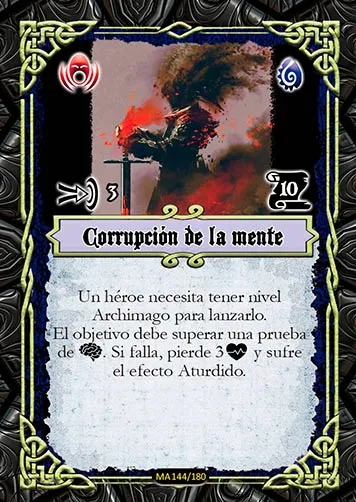 3
10
Corrupción de la mente
Un héroe necesita tener nivel
Archimago para lanzarlo.
El objetivo debe superar una prueba
de . Si falla, pierde 3 y sufre
el efecto Aturdido.
MA144/180